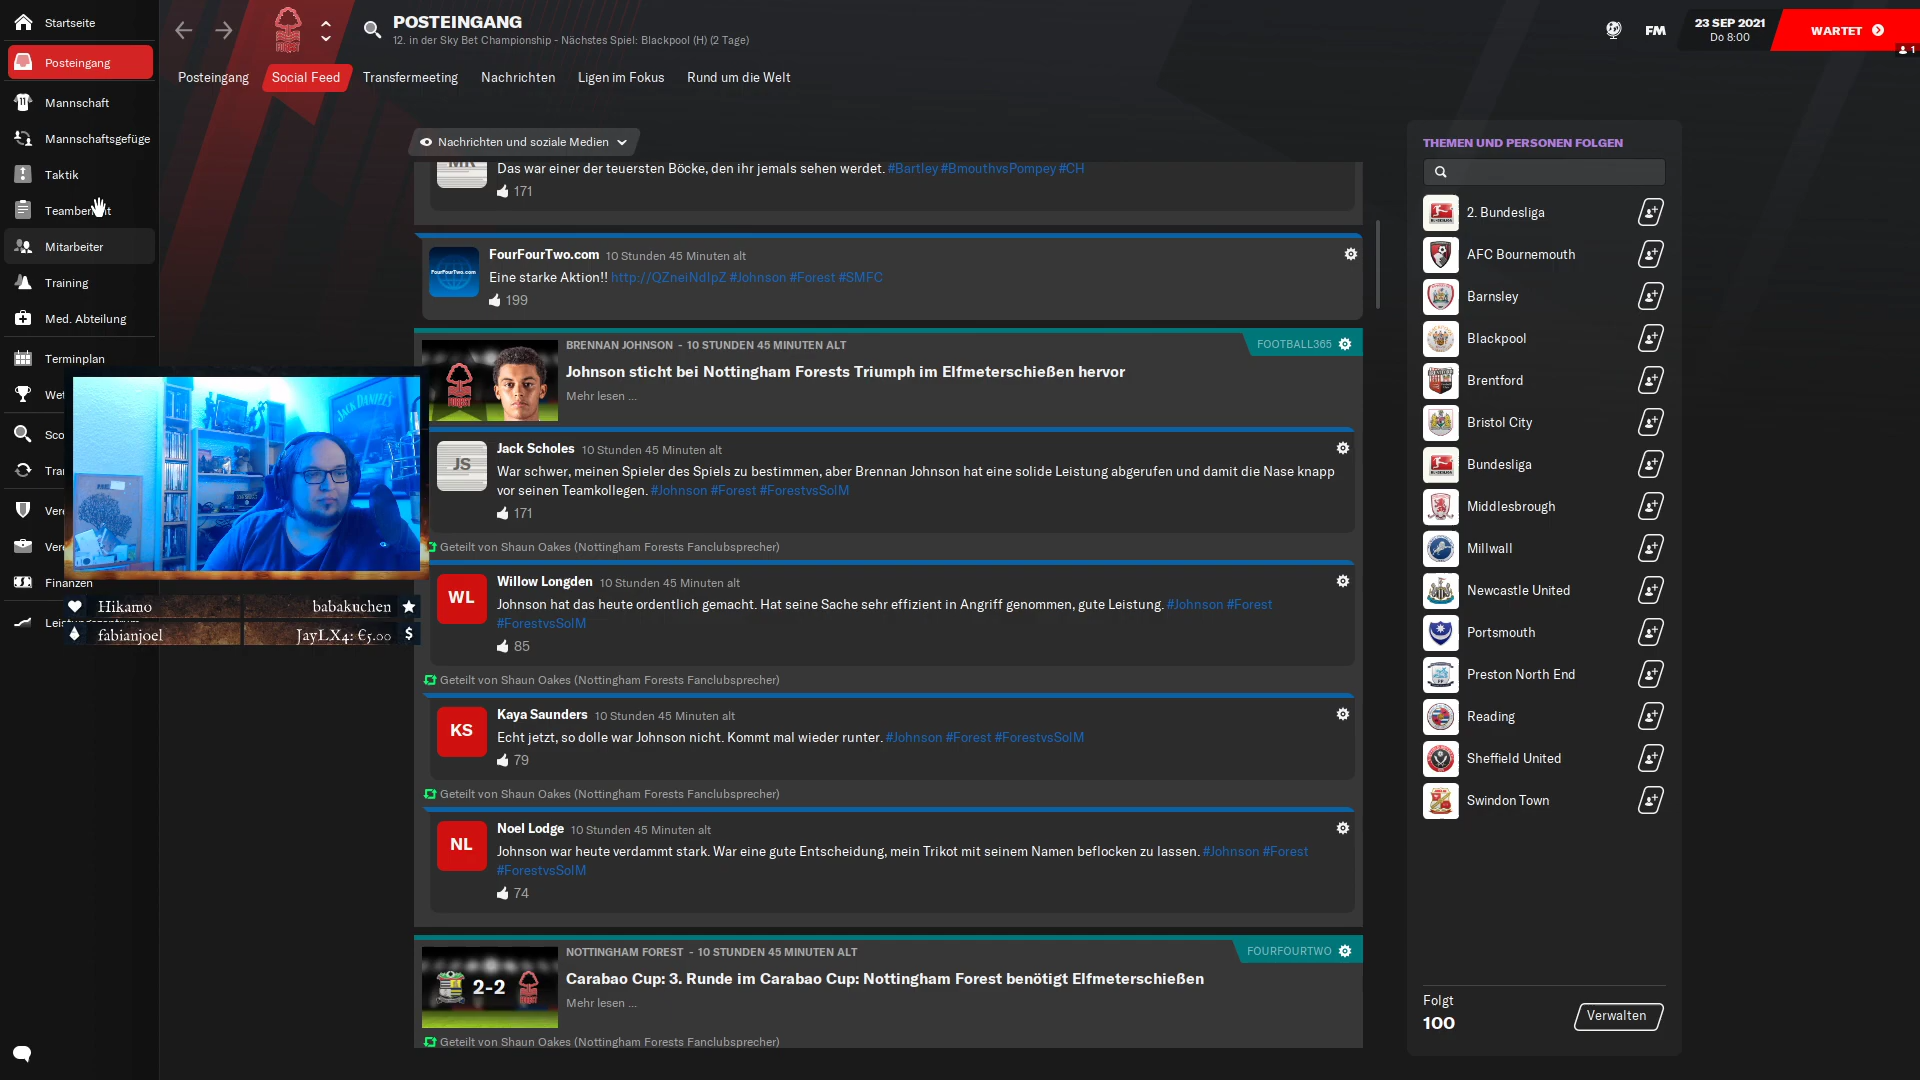 Startseite
Posteingang
Mannschaft
Mannschaftsgefüge
Taktik
Mitarbeiter
Training
Med. Abteilung
Terminplan
Finanzen
POSTEINGANG
12. in der Sky Bet Championship - Nächstes Spiel: Blackpool (H) (2 Tage)
FM
23 SEP 2021
Do 8:00
WARTET
1
Posteingang
Social Feed
Transfermeeting
Nachrichten
Ligen im Fokus
Rund um die Welt
Nachrichten und soziale Medien
Das war einer der teuersten Böcke, den ihr jemals sehen werdet. #Bartley #BmouthvsPompey #CH
171
FourFourTwo.com
FourFourTwo.com 10 Stunden 45 Minuten alt
Eine starke Aktion!! http://QZneiNdIpZ #Johnson #Forest #SMFC
199
BRENNAN JOHNSON - 10 STUNDEN 45 MINUTEN ALT
FOOTBALL365
Johnson sticht bei Nottingham Forests Triumph im Elfmeterschießen hervor
Mehr lesen ...
JS
Jack Scholes 10 Stunden 45 Minuten alt
War schwer, meinen Spieler des Spiels zu bestimmen, aber Brennan Johnson hat eine solide Leistung abgerufen und damit die Nase knapp
vor seinen Teamkollegen. #Johnson #Forest #ForestvsSolM
171
Geteilt von Shaun Oakes (Nottingham Forests Fanclubsprecher)
WL
Willow Longden 10 Stunden 45 Minuten alt
Johnson hat das heute ordentlich gemacht. Hat seine Sache sehr effizient in Angriff genommen, gute Leistung. #Johnson #Forest
#ForestvsSolM
85
Geteilt von Shaun Oakes (Nottingham Forests Fanclubsprecher)
KS
Kaya Saunders 10 Stunden 45 Minuten alt
Echt jetzt, so dolle war Johnson nicht. Kommt mal wieder runter. #Johnson #Forest #ForestvsSolM
79
Geteilt von Shaun Oakes (Nottingham Forests Fanclubsprecher)
NL
Noel Lodge 10 Stunden 45 Minuten alt
Johnson war heute verdammt stark. War eine gute Entscheidung, mein Trikot mit seinem Namen beflocken zu lassen. #Johnson #Forest
#ForestvsSolM
74
NOTTINGHAM FOREST - 10 STUNDEN 45 MINUTEN ALT
FOURFOURTWO
2-2
Carabao Cup: 3. Runde im Carabao Cup: Nottingham Forest benötigt Elfmeterschießen
Mehr lesen ...
Geteilt von Shaun Oakes (Nottingham Forests Fanclubsprecher)
JACK DANIEL'S
Hikamo
babakuchen
fabianjoel
JayLX4: €5.00
THEMEN UND PERSONEN FOLGEN
2. Bundesliga
AFC Bournemouth
Barnsley
Blackpool
Brentford
Bristol City
Bundesliga
Middlesbrough
Millwall
Newcastle United
Portsmouth
Preston North End
Reading
Sheffield United
Swindon Town
Folgt
100
Verwalten